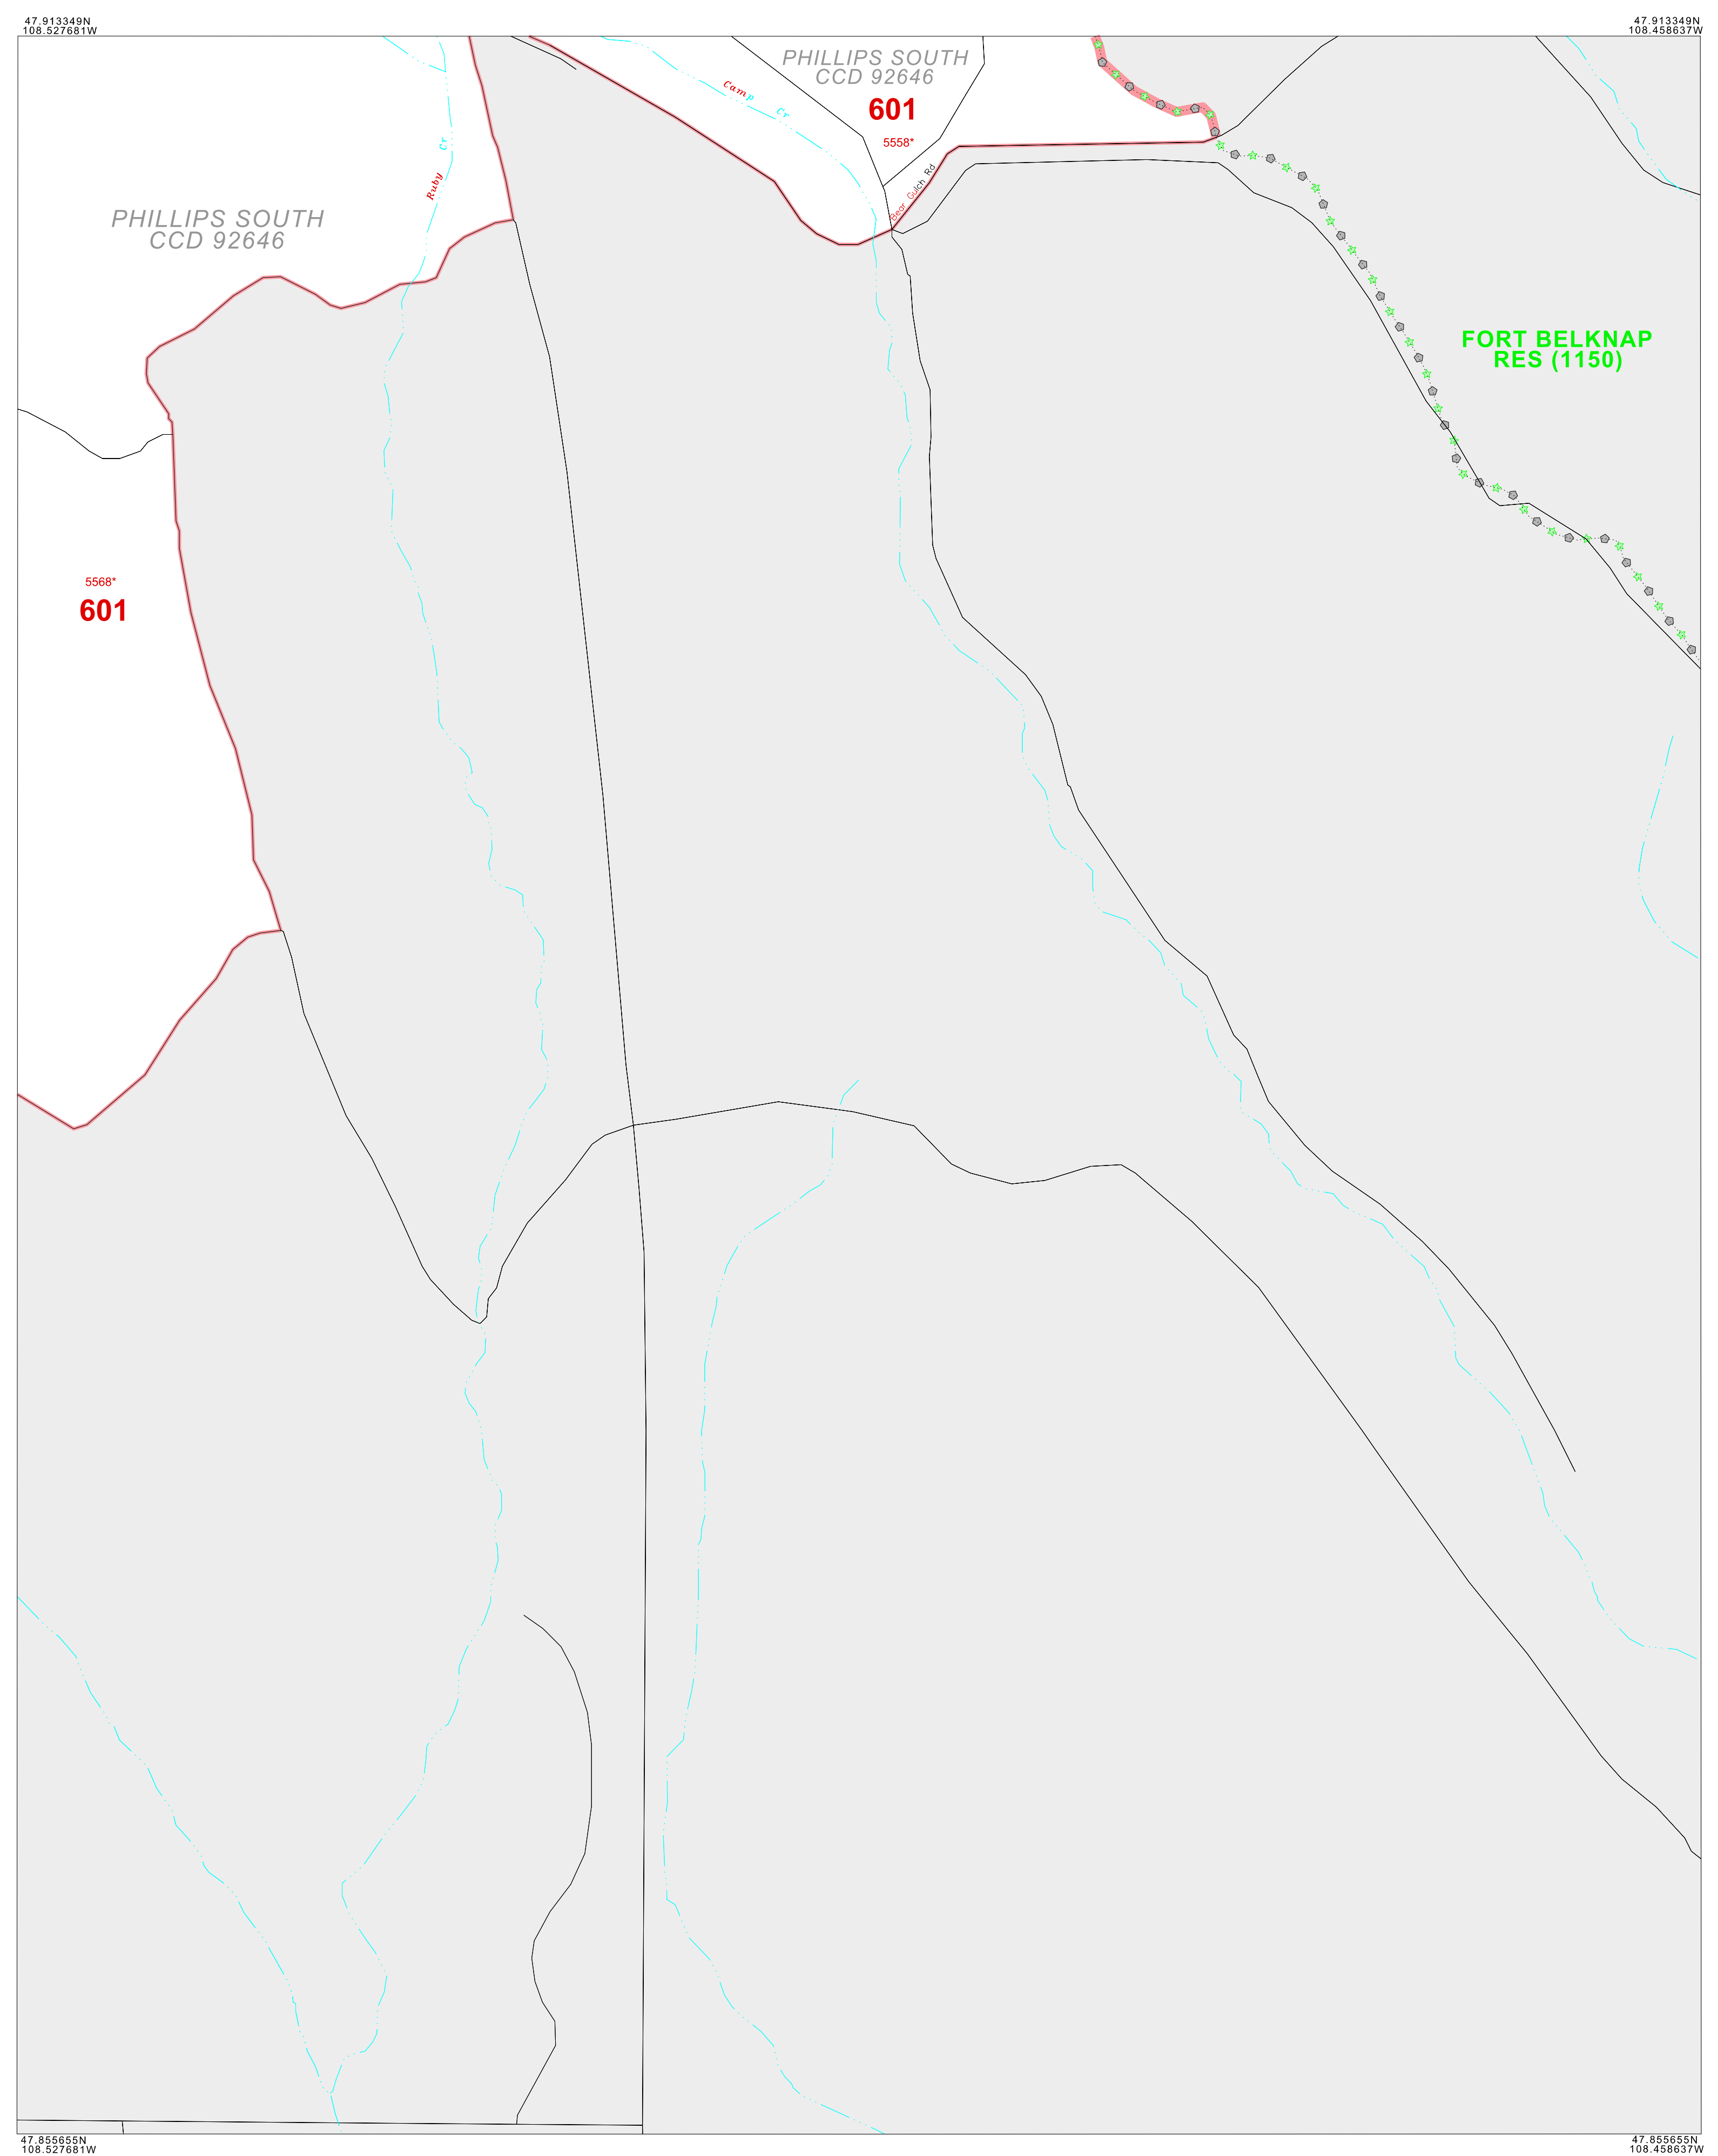 47.913349N
108.527681W
47.913349N
108.458637W
PHILLIPS SOUTH
CCD 92646
601
5558*
Camp Cr
Ruby Cr
Bear Gulch Rd
PHILLIPS SOUTH
CCD 92646
FORT BELKNAP
RES (1150)
5568*
601
47.855655N
108.527681W
47.855655N
108.458637W